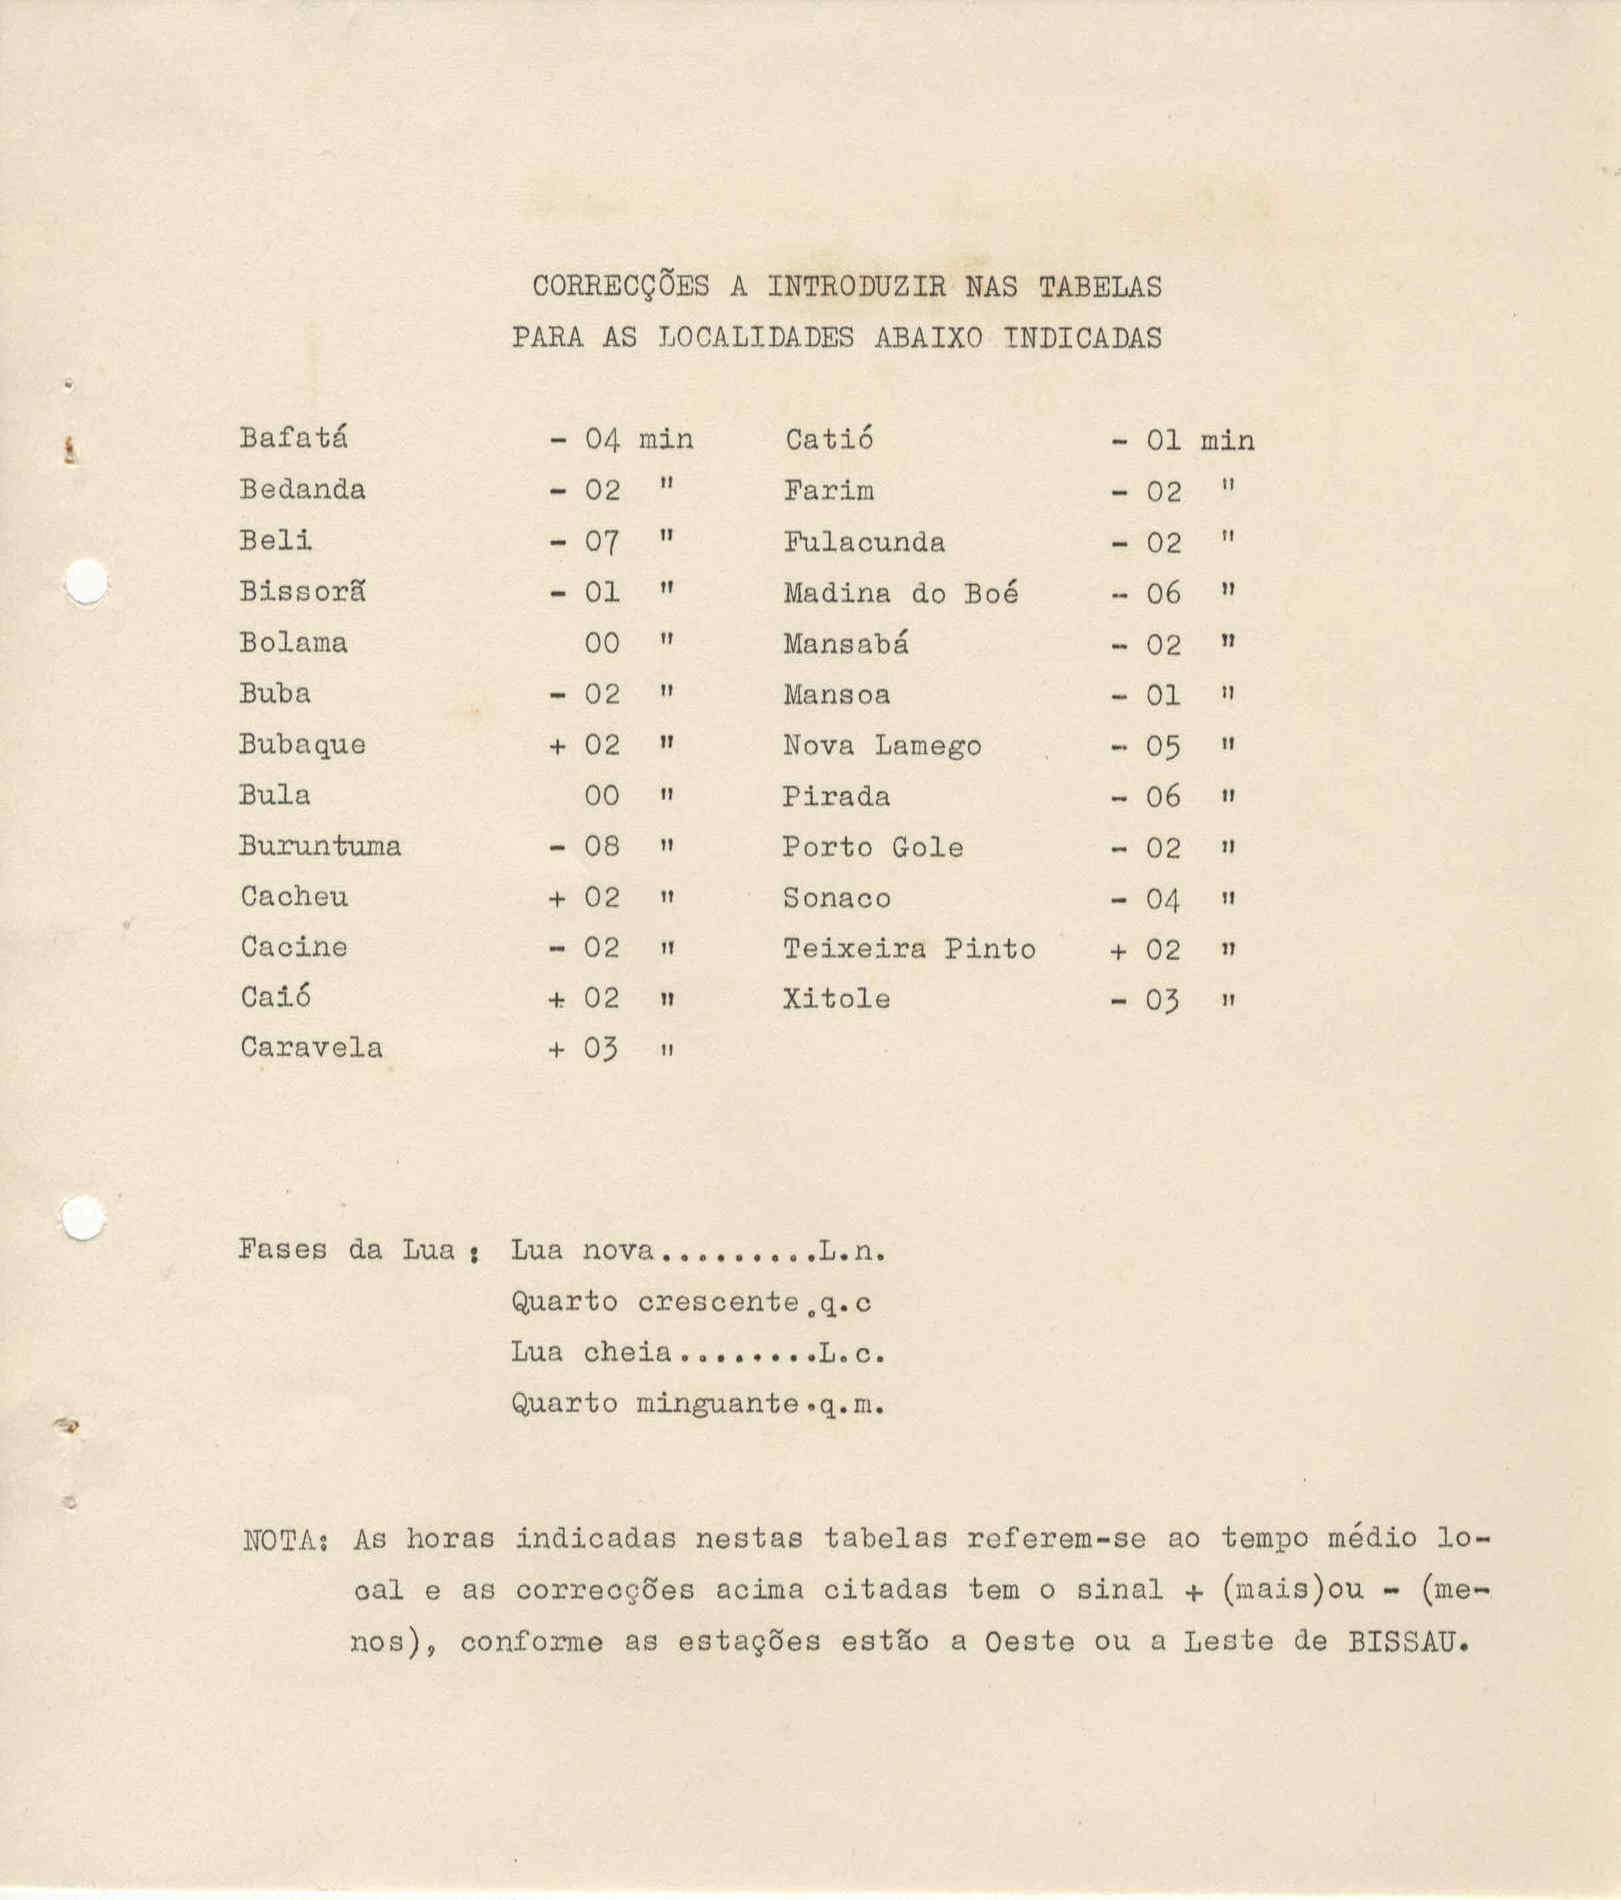 CORRECÇÕES A INTRODUZIR NAS TABELAS
PARA AS LOCALIDADES ABAIXO INDICADAS
Bafatá - 04 min Catió - 01 min
Bedanda - 02 " Farim - 02 "
Beli - 07 " Fulacunda - 02 "
Bissorã - 01 " Madina do Boé - 06 "
Bolama 00 " Mansabá - 02 "
Buba - 02 " Mansoa - 01 "
Bubaque + 02 " Nova Lamego - 05 "
Bula 00 " Pirada - 06 "
Buruntuma - 08 " Porto Gole - 02 "
Cacheu + 02 " Sonaco - 04 "
Cacine - 02 " Teixeira Pinto + 02 "
Caió + 02 " Xitole - 03 "
Caravela + 03 "
Fases da Lua : Lua nova.........L.n.
Quarto crescente.q.c
Lua cheia........L.c.
Quarto minguante.q.m.
NOTA: As horas indicadas nestas tabelas referem-se ao tempo médio lo-
cal e as correcções acima citadas tem o sinal + (mais)ou - (me-
nos), conforme as estações estão a Oeste ou a Leste de BISSAU.